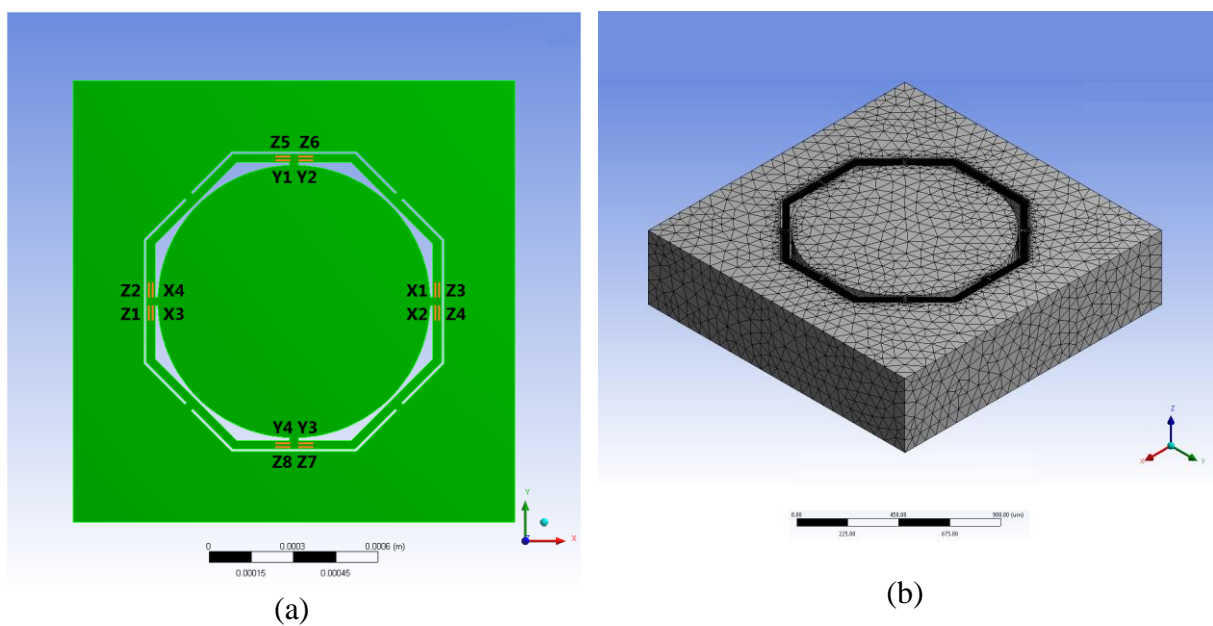 Z5 Z6
Y1 Y2
Z2 X4 X1 Z3
Z1 X3 X2 Z4
Y4 Y3
Z8 Z7
Y
X
Z
0 0.0003 0.0006 (m)
0.00015 0.00045
(a)
Z
X Y
0.00 450.00 900.00 (um)
225.00 675.00
(b)